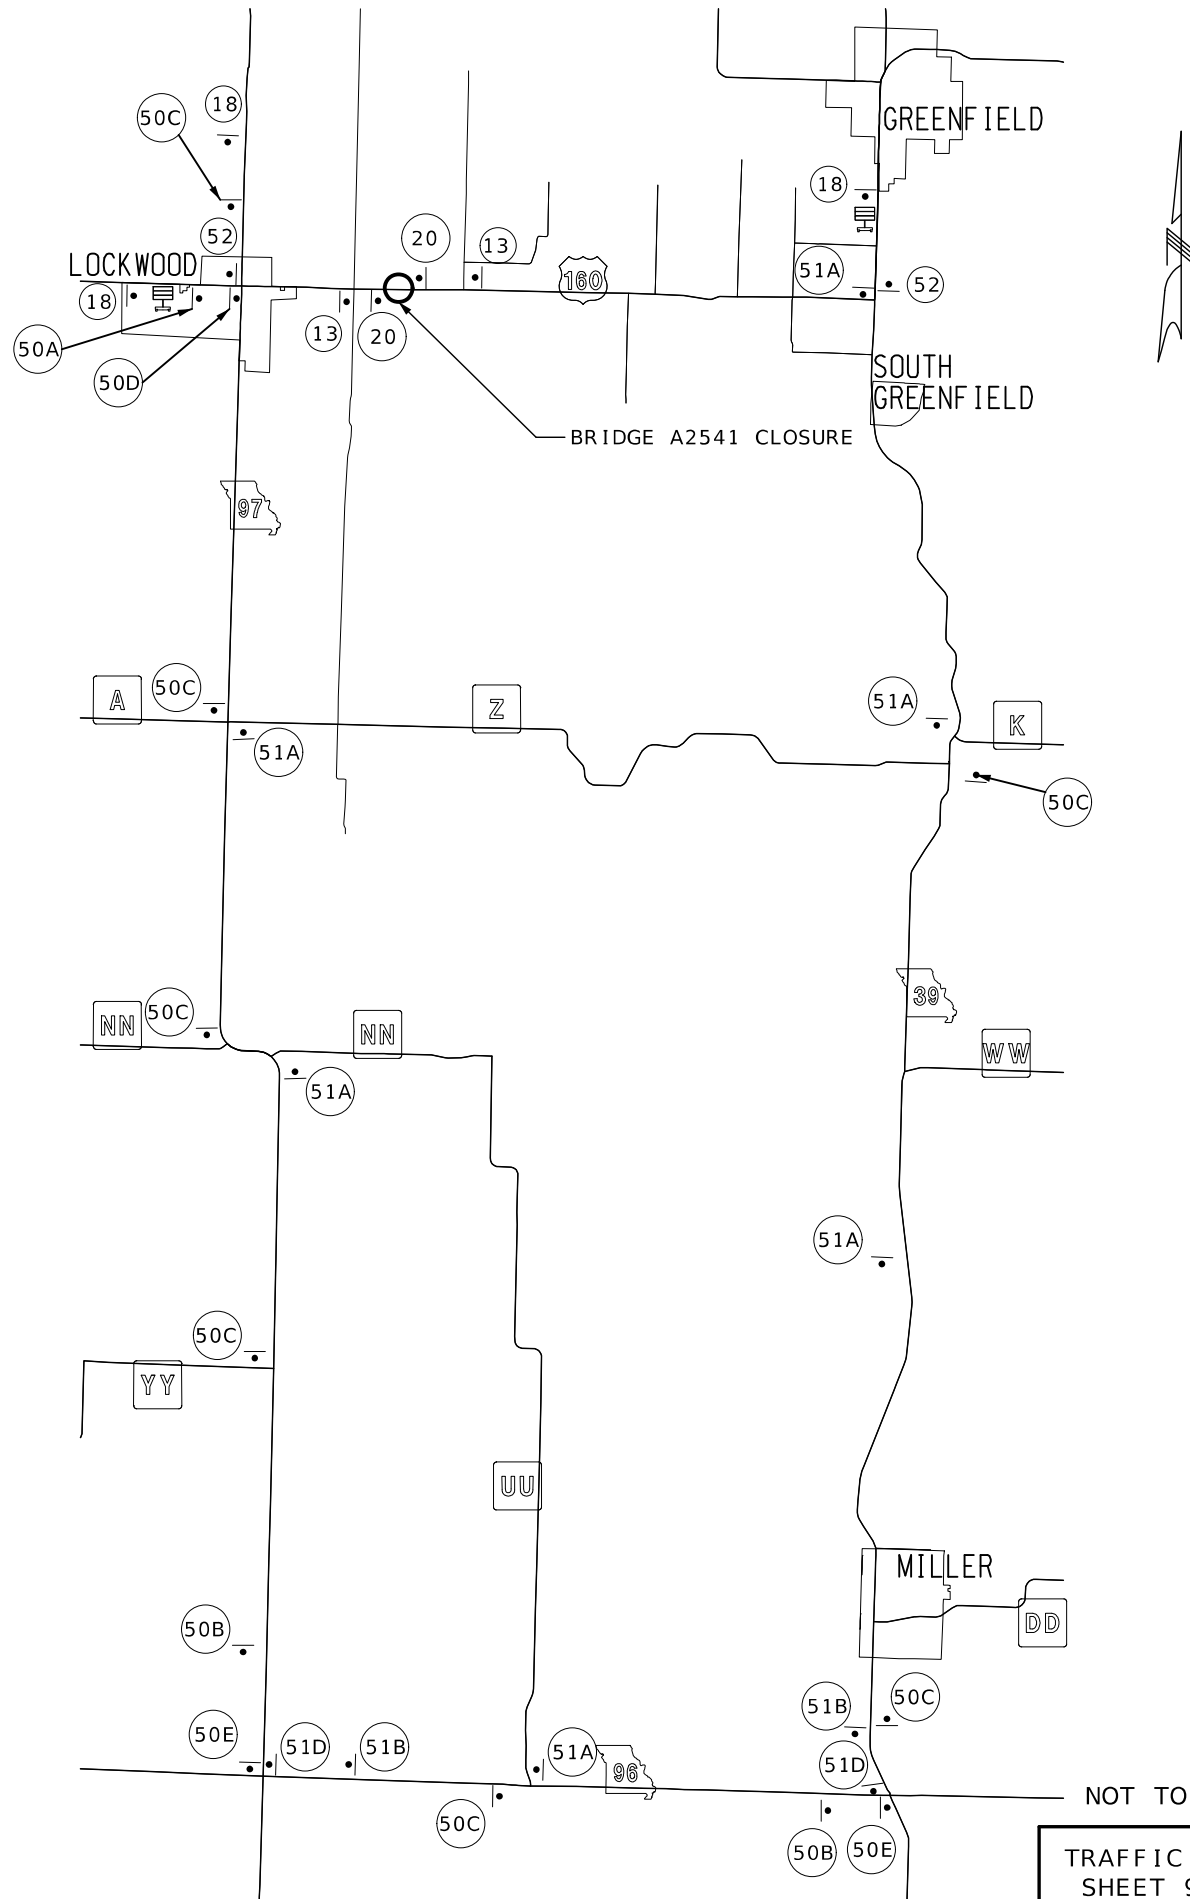 18
50C
GREENFIELD
18
52
20
13
LOCKWOOD
160
51A
52
18
50A
13
20
50D
SOUTH
GREENFIELD
BRIDGE A2541 CLOSURE
97
A
50C
Z
51A
K
51A
50C
39
NN
50C
NN
WW
51A
51A
50C
YY
UU
MILLER
DD
50B
51B
50C
50E
51D
51B
51A
96
51D
50C
50B
50E
NOT TO
TRAFFIC
SHEET 9